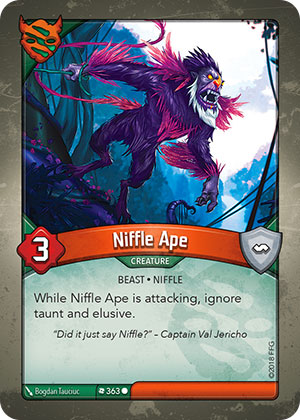 Niffle Ape
CREATURE
3
BEAST • NIFFLE
While Niffle Ape is attacking, ignore
taunt and elusive.
"Did it just say Niffle?" – Captain Val Jericho
©2018 FFG
Bogdan Tauciuc
363